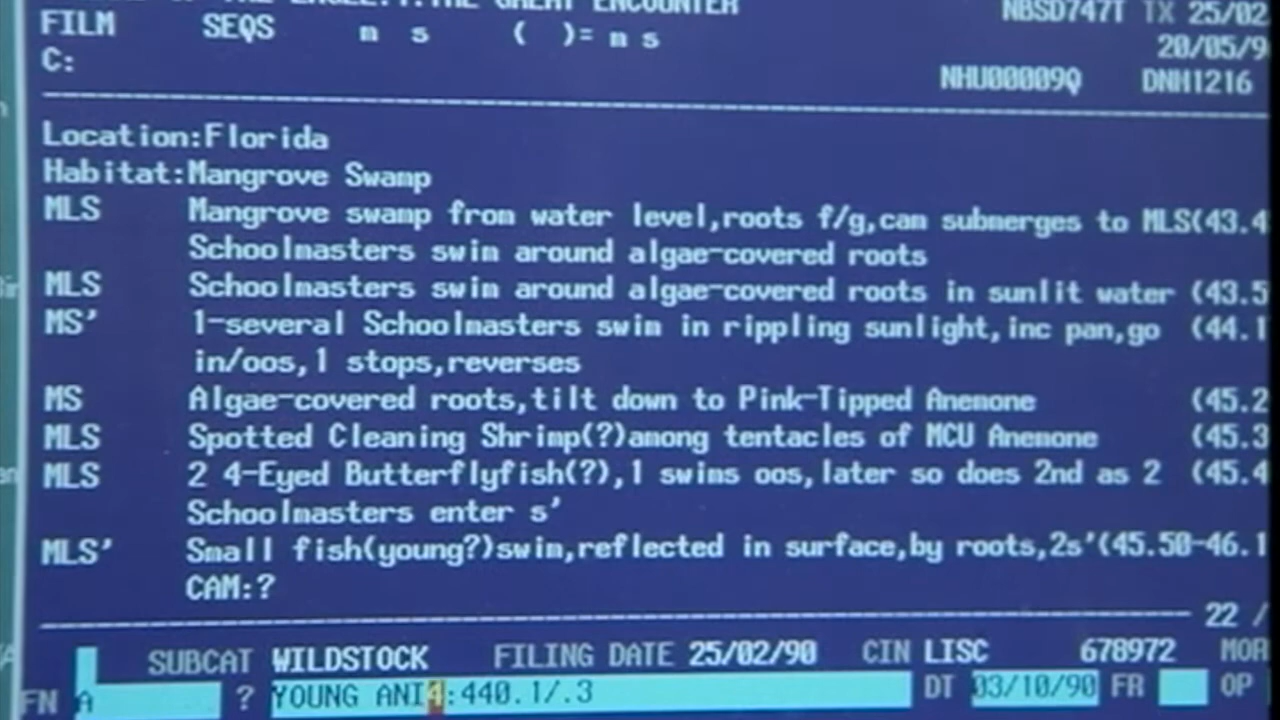 THE GREAT ENCOUNTER
FILM SEQS m s ( )= m s NBSD747T TX 25/02
C: 20/05/9
NHU00009Q DNH1216
Location:Florida
Habitat:Mangrove Swamp
MLS Mangrove swamp from water level,roots f/g,cam submerges to MLS(43.4
Schoolmasters swim around algae-covered roots
MLS Schoolmasters swim around algae-covered roots in sunlit water (43.5
MS' 1-several Schoolmasters swim in rippling sunlight,inc pan,go (44.1
in/oos,1 stops,reverses
MS Algae-covered roots,tilt down to Pink-Tipped Anemone (45.2
MLS Spotted Cleaning Shrimp(?)among tentacles of MCU Anemone (45.3
MLS 2 4-Eyed Butterflyfish(?),1 swims oos,later so does 2nd as 2 (45.4
Schoolmasters enter s'
MLS' Small fish(young?)swim,reflected in surface,by roots,2s'(45.50-46.1
CAM:?
22 /
SUBCAT WILDSTOCK FILING DATE 25/02/90 CIN LISC 678972 MOR
FN A ? YOUNG ANI4:440.1/.3 DT 03/10/90 FR OP